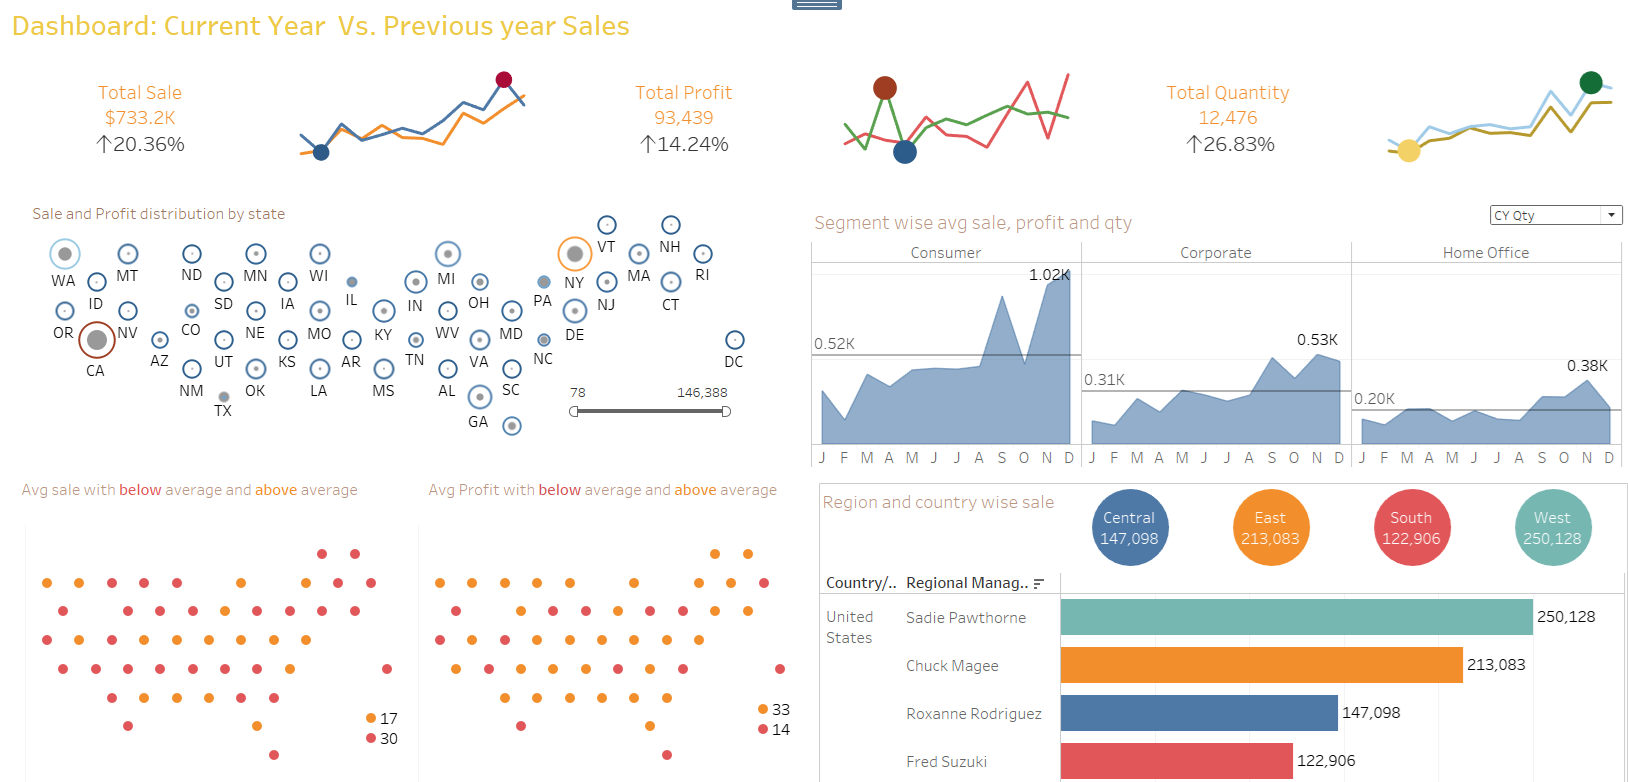 Dashboard: Current Year  Vs. Previous year Sales
Total Sale
$733.2K
↑20.36%
Total Profit
93,439
↑14.24%
Total Quantity
12,476
↑26.83%
Sale and Profit distribution by state
VT NH
WA MT ND MN WI MI NY MA RI
ID SD IA IL IN OH PA NJ CT
OR NV CO NE MO KY WV MD DE
CA AZ UT KS AR TN VA NC DC
NM OK LA MS AL SC
TX GA
78 146,388
Segment wise avg sale, profit and qty
CY Qty
Consumer Corporate Home Office
1.02K
0.52K
0.53K
0.31K
0.38K
0.20K
J F M A M J J A S O N D J F M A M J J A S O N D J F M A M J J A S O N D
Avg sale with below average and above average
17
30
Avg Profit with below average and above average
33
14
Region and country wise sale
Central
147,098
East
213,083
South
122,906
West
250,128
Country/.. Regional Manag..
United
States
Sadie Pawthorne 250,128
Chuck Magee 213,083
Roxanne Rodriguez 147,098
Fred Suzuki 122,906